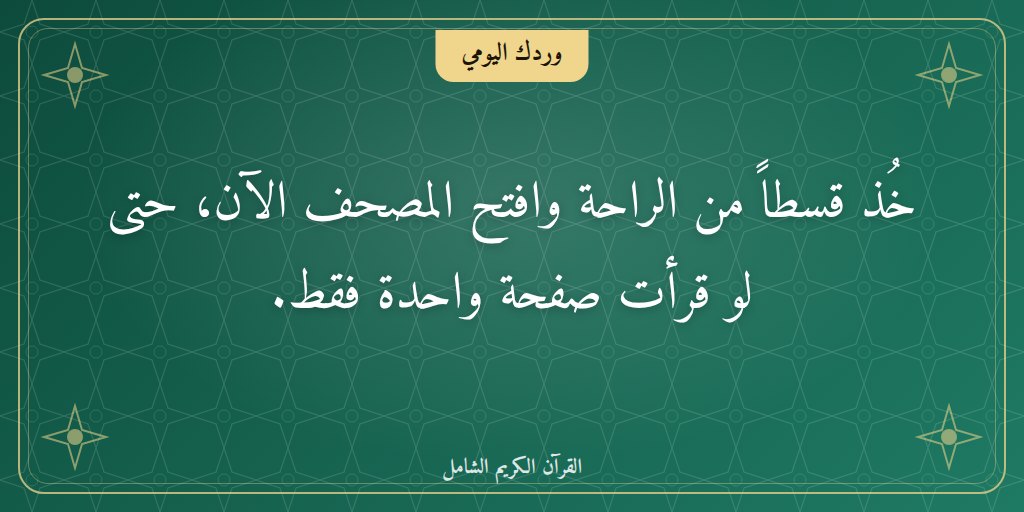 وردك اليومي
خُذ قسطاً من الراحة وافتح المصحف الآن، حتى
لو قرأت صفحة واحدة فقط.
القرآن الكريم الشامل